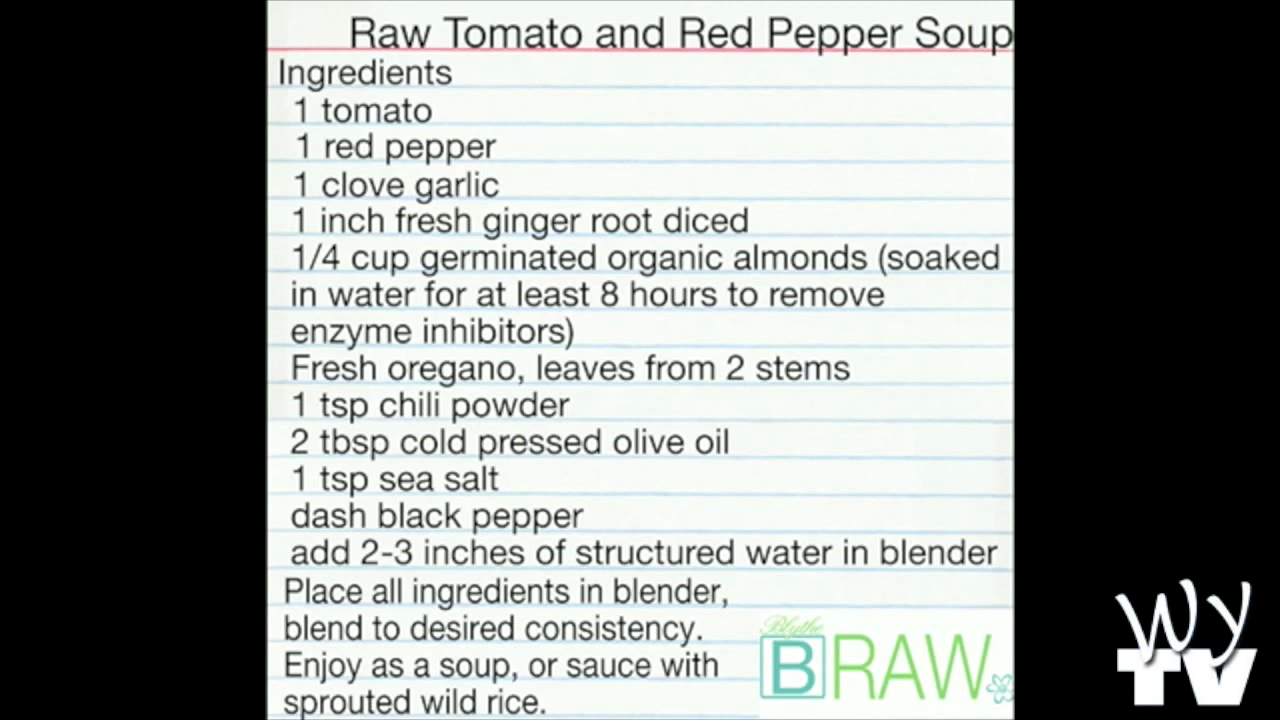 Raw Tomato and Red Pepper Soup
Ingredients
1 tomato
1 red pepper
1 clove garlic
1 inch fresh ginger root diced
1/4 cup germinated organic almonds (soaked
in water for at least 8 hours to remove
enzyme inhibitors)
Fresh oregano, leaves from 2 stems
1 tsp chili powder
2 tbsp cold pressed olive oil
1 tsp sea salt
dash black pepper
add 2-3 inches of structured water in blender
Place all ingredients in blender,
blend to desired consistency.
Enjoy as a soup, or sauce with
sprouted wild rice.
Blythe
B RAW
Wy
TV